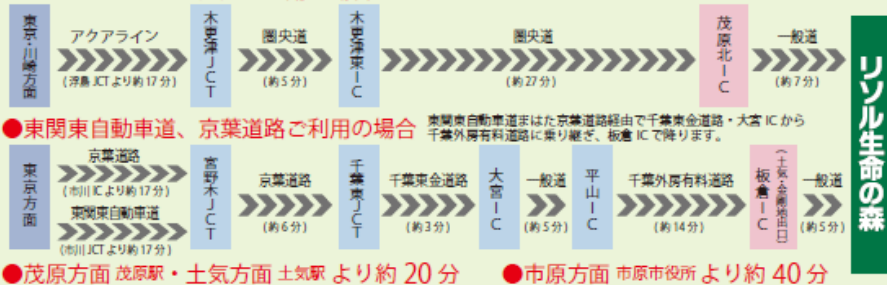 東京・川崎方面
アクアライン
(浮島JCTより約17分)
木更津JCT
圏央道
(約5分)
木更津東IC
圏央道
(約27分)
茂原北IC
一般道
(約7分)
リソル生命の森
●東関東自動車道、京葉道路ご利用の場合
東関東自動車道まはた京葉道路経由で千葉東金道路・大宮ICから
千葉外房有料道路に乗り継ぎ、板倉ICで降ります。
東京方面
京葉道路
(市川ICより約17分)
東関東自動車道
(市川JCTより約17分)
宮野木JCT
京葉道路
(約6分)
千葉東JCT
千葉東金道路
(約3分)
大宮IC
一般道
(約5分)
平山IC
千葉外房有料道路
(約14分)
板倉IC
(土気・金剛地出口)
一般道
(約5分)
●茂原方面 茂原駅・土気方面 土気駅 より約20分
●市原方面 市原市役所 より約40分